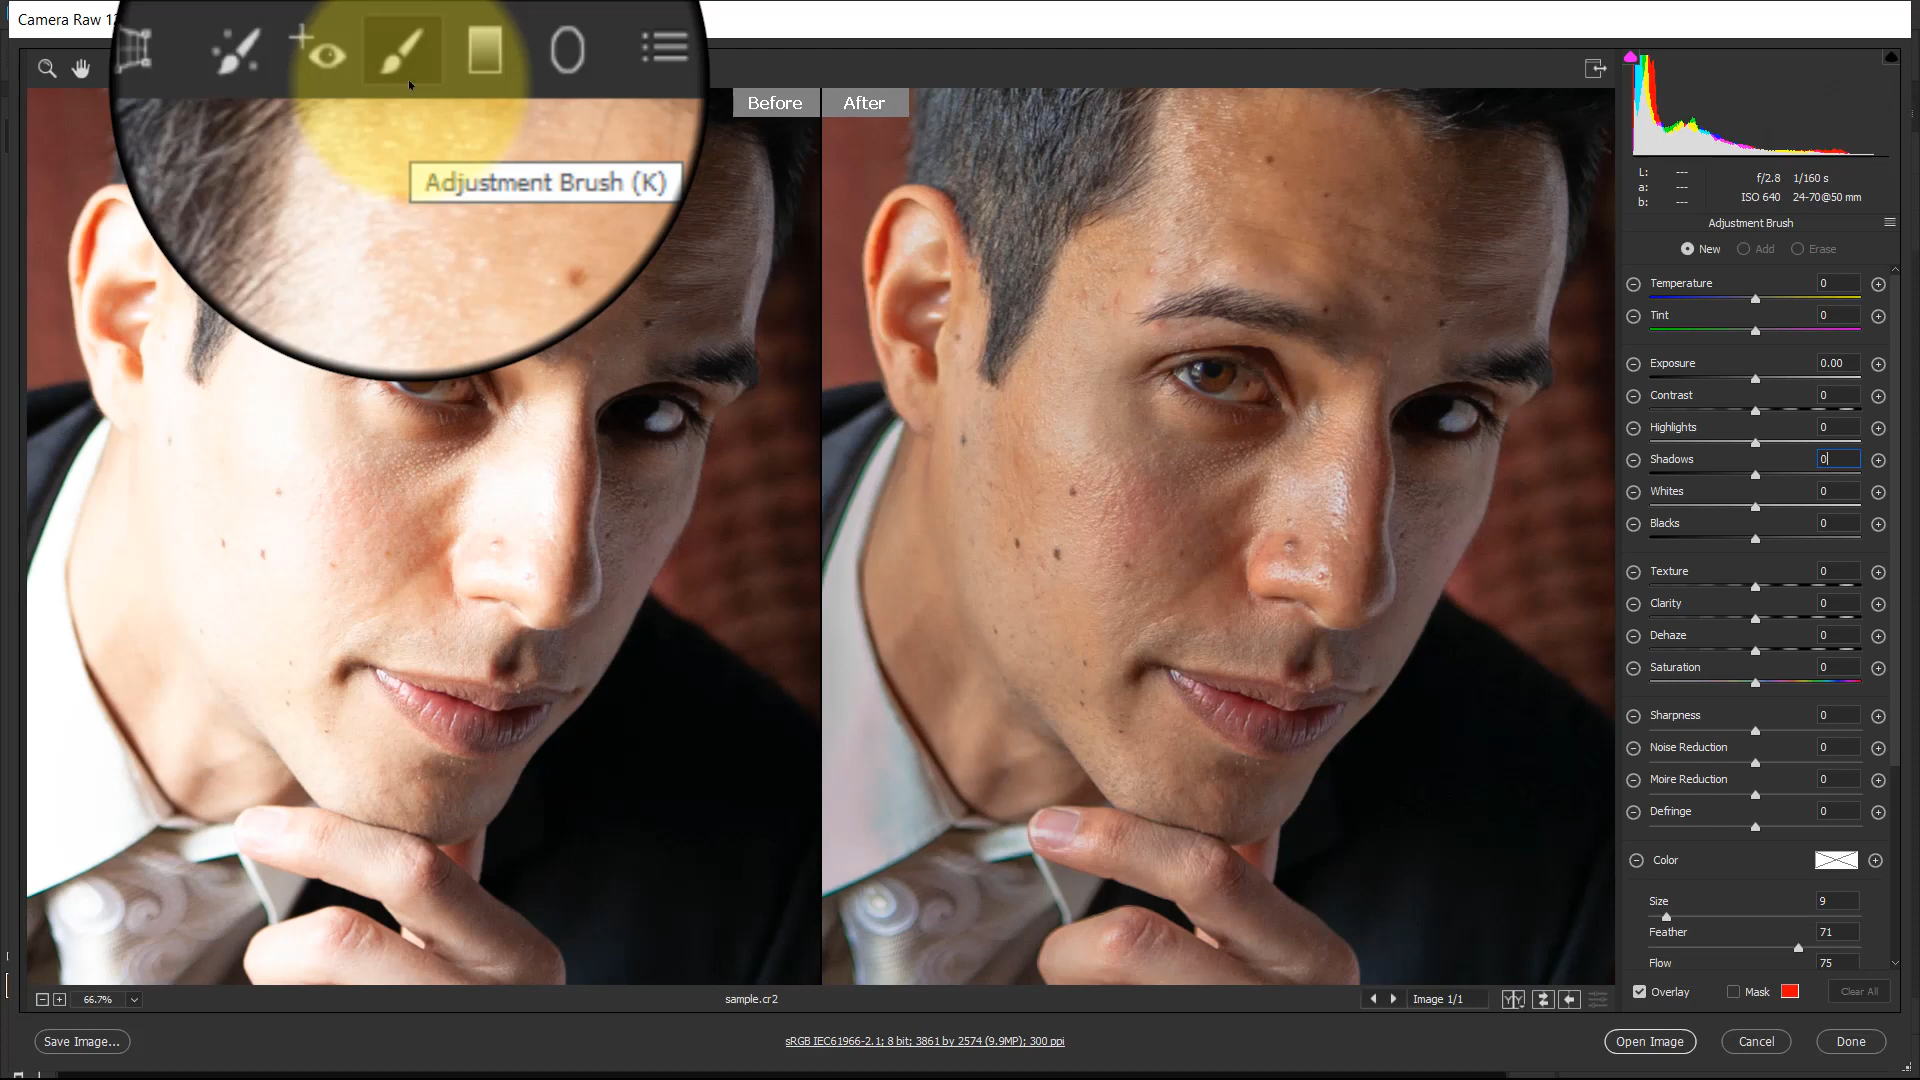 Camera Raw 12
Adjustment Brush (K)
Before
After
L: ---
a: ---
b: ---
f/2.8 1/160 s
ISO 640 24-70@50 mm
Adjustment Brush
New Add Erase
Temperature 0
Tint 0
Exposure 0.00
Contrast 0
Highlights 0
Shadows 0
Whites 0
Blacks 0
Texture 0
Clarity 0
Dehaze 0
Saturation 0
Sharpness 0
Noise Reduction 0
Moire Reduction 0
Defringe 0
Color
Size 9
Feather 71
Flow 75
66.7%
sample.cr2
Image 1/1
Y Y
Overlay Mask Clear All
Save Image...
sRGB IEC61966-2.1; 8 bit; 3861 by 2574 (9.9MP); 300 ppi
Open Image Cancel Done